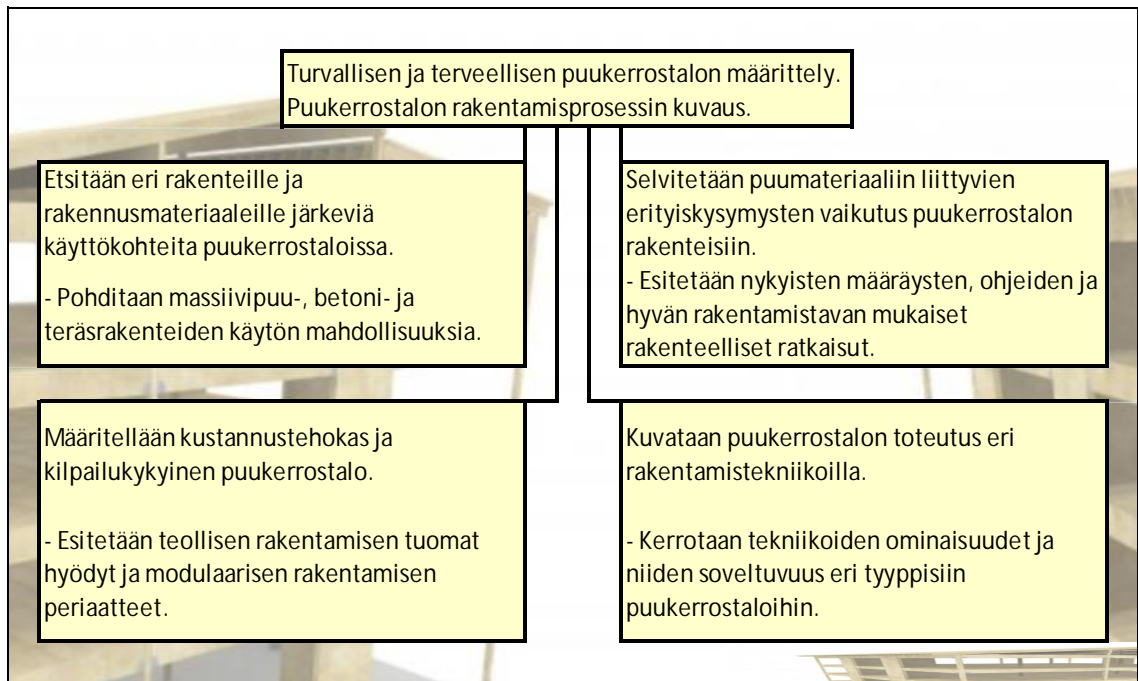 Turvallisen ja terveellisen puukerrostalon määrittely.
Puukerrostalon rakentamisprosessin kuvaus.
Etsitään eri rakenteille ja
rakennusmateriaaleille järkeviä
käyttökohteita puukerrostaloissa.
- Pohditaan massiivipuu-, betoni- ja
teräsrakenteiden käytön mahdollisuuksia.
Selvitetään puumateriaaliin liittyvien
erityiskysymysten vaikutus puukerrostalon
rakenteisiin.
- Esitetään nykyisten määräysten, ohjeiden ja
hyvän rakentamistavan mukaiset
rakenteelliset ratkaisut.
Määritellään kustannustehokas ja
kilpailukykyinen puukerrostalo.
- Esitetään teollisen rakentamisen tuomat
hyödyt ja modulaarisen rakentamisen
periaatteet.
Kuvataan puukerrostalon toteutus eri
rakentamistekniikoilla.
- Kerrotaan tekniikoiden ominaisuudet ja
niiden soveltuvuus eri tyyppisiin
puukerrostaloihin.